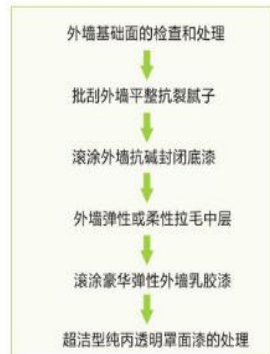 外墙基础面的检查和处理
批刮外墙平整抗裂腻子
滚涂外墙抗碱封闭底漆
外墙弹性或柔性拉毛中层
滚涂豪华弹性外墙乳胶漆
超洁型纯丙透明罩面漆的处理